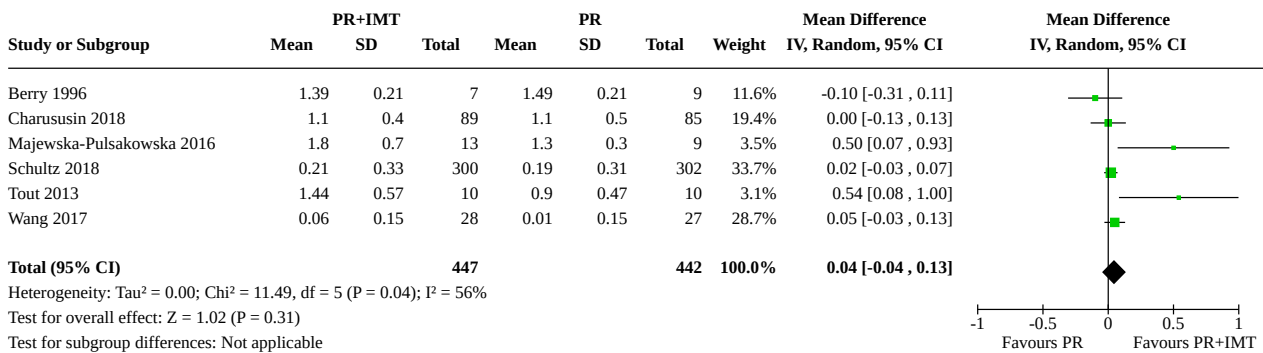 PR+IMT PR Mean Difference Mean Difference
Study or Subgroup Mean SD Total Mean SD Total Weight IV, Random, 95% CI IV, Random, 95% CI
Berry 1996 1.39 0.21 7 1.49 0.21 9 11.6% -0.10 [-0.31 , 0.11]
Charususin 2018 1.1 0.4 89 1.1 0.5 85 19.4% 0.00 [-0.13 , 0.13]
Majewska-Pulsakowska 2016 1.8 0.7 13 1.3 0.3 9 3.5% 0.50 [0.07 , 0.93]
Schultz 2018 0.21 0.33 300 0.19 0.31 302 33.7% 0.02 [-0.03 , 0.07]
Tout 2013 1.44 0.57 10 0.9 0.47 10 3.1% 0.54 [0.08 , 1.00]
Wang 2017 0.06 0.15 28 0.01 0.15 27 28.7% 0.05 [-0.03 , 0.13]
Total (95% CI) 447 442 100.0% 0.04 [-0.04 , 0.13]
Heterogeneity: Tau² = 0.00; Chi² = 11.49, df = 5 (P = 0.04); I² = 56%
Test for overall effect: Z = 1.02 (P = 0.31)
Test for subgroup differences: Not applicable
-1 -0.5 0 0.5 1
Favours PR Favours PR+IMT